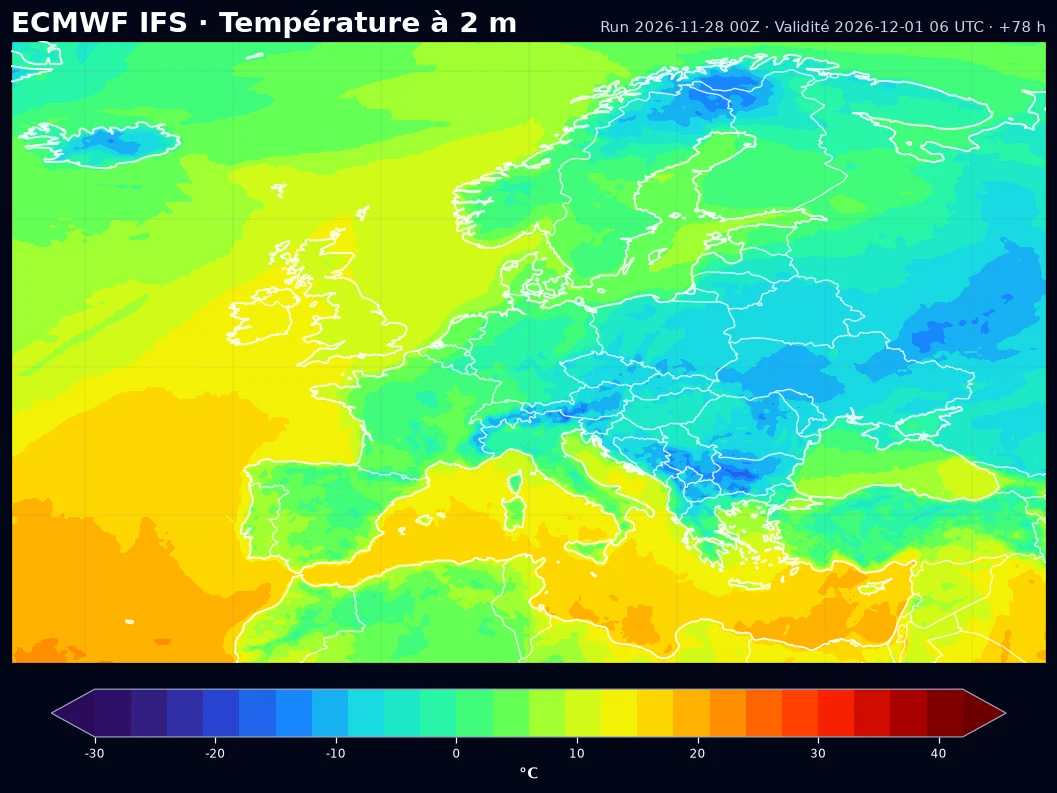 ECMWF IFS · Température à 2 m
Run 2026-11-28 00Z · Validité 2026-12-01 06 UTC · +78 h
-30 -20 -10 0 10 20 30 40
°C